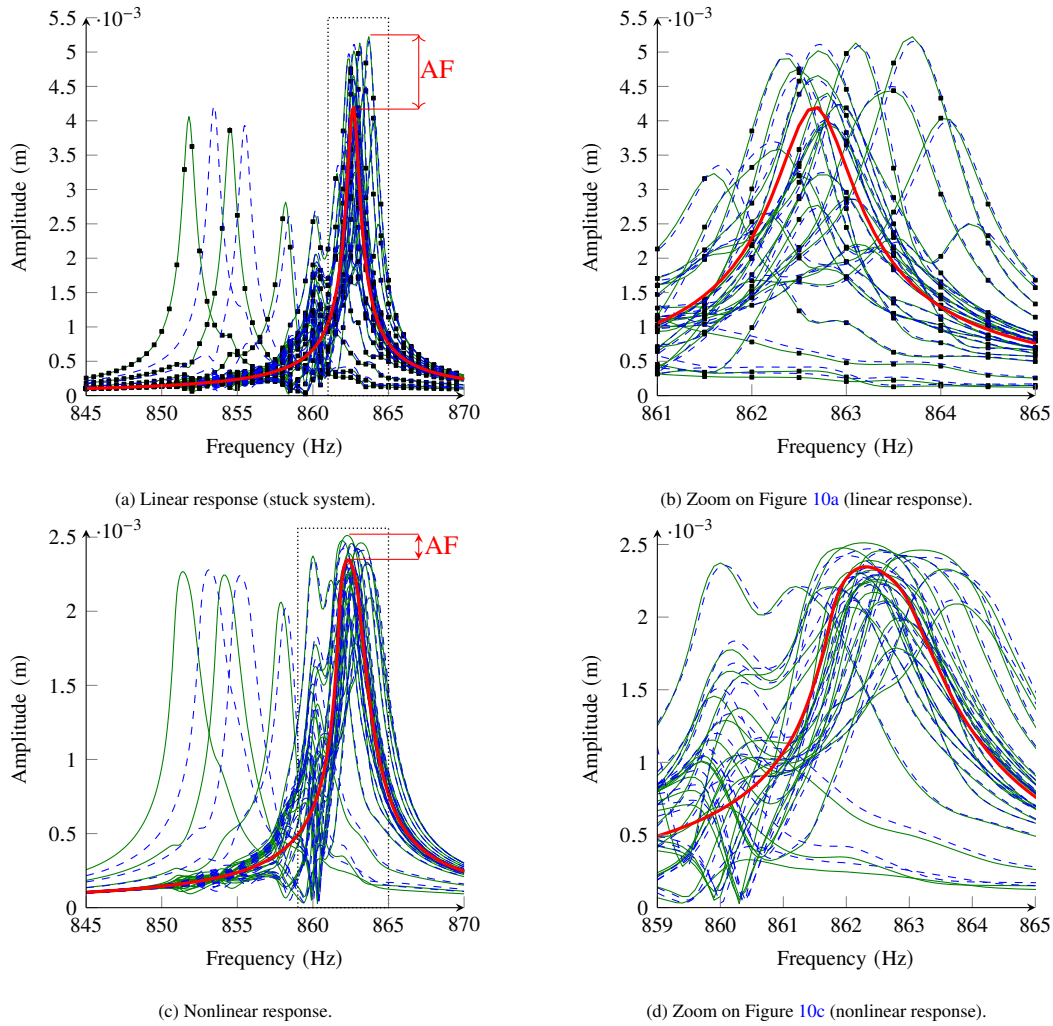 ·10⁻³
5.5
5
4.5
4
3.5
3
2.5
2
1.5
1
0.5
0
845 850 855 860 865 870
Amplitude (m)
Frequency (Hz)
AF
(a) Linear response (stuck system).
·10⁻³
5.5
5
4.5
4
3.5
3
2.5
2
1.5
1
0.5
0
861 862 863 864 865
Amplitude (m)
Frequency (Hz)
(b) Zoom on Figure 10a (linear response).
·10⁻³
2.5
2
1.5
1
0.5
0
845 850 855 860 865 870
Amplitude (m)
Frequency (Hz)
AF
(c) Nonlinear response.
·10⁻³
2.5
2
1.5
1
0.5
0
859 860 861 862 863 864 865
Amplitude (m)
Frequency (Hz)
(d) Zoom on Figure 10c (nonlinear response).